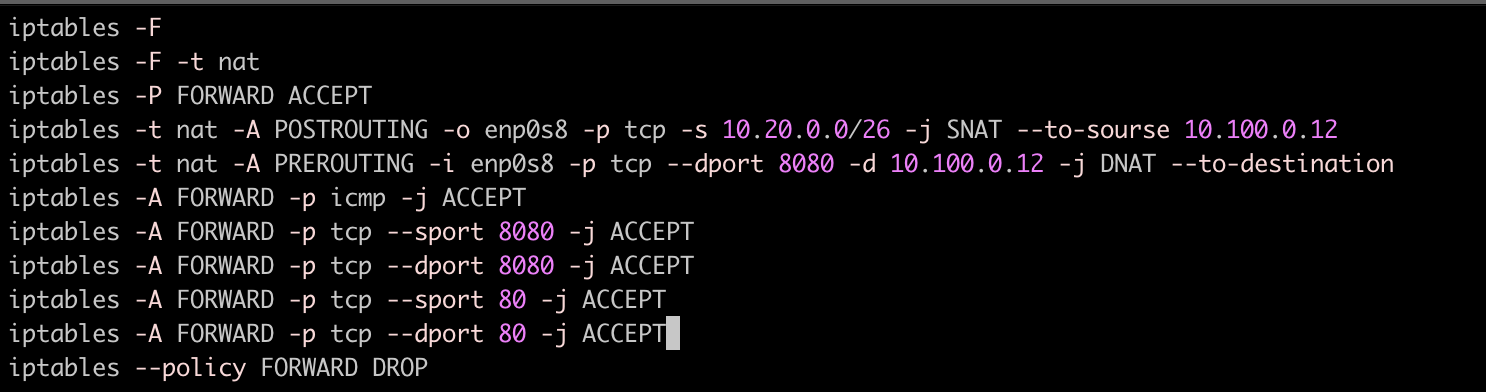 iptables -F
iptables -F -t nat
iptables -P FORWARD ACCEPT
iptables -t nat -A POSTROUTING -o enp0s8 -p tcp -s 10.20.0.0/26 -j SNAT --to-sourse 10.100.0.12
iptables -t nat -A PREROUTING -i enp0s8 -p tcp --dport 8080 -d 10.100.0.12 -j DNAT --to-destination
iptables -A FORWARD -p icmp -j ACCEPT
iptables -A FORWARD -p tcp --sport 8080 -j ACCEPT
iptables -A FORWARD -p tcp --dport 8080 -j ACCEPT
iptables -A FORWARD -p tcp --sport 80 -j ACCEPT
iptables -A FORWARD -p tcp --dport 80 -j ACCEPT
iptables --policy FORWARD DROP